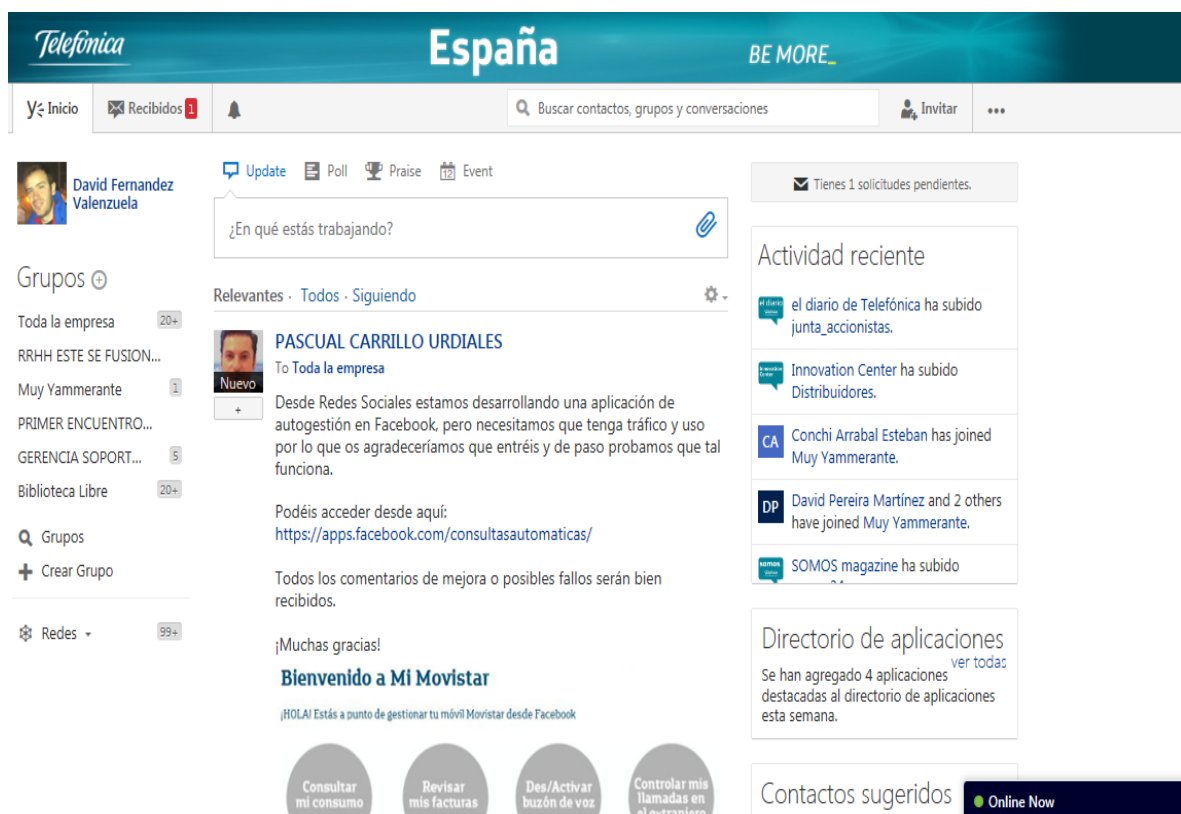 Telefónica
España
BE MORE_
Inicio
Recibidos 1
Buscar contactos, grupos y conversaciones
Invitar
David Fernandez
Valenzuela
Grupos
Toda la empresa 20+
RRHH ESTE SE FUSION...
Muy Yammerante 1
PRIMER ENCUENTRO...
GERENCIA SOPORT... 5
Biblioteca Libre 20+
Grupos
Crear Grupo
Redes 99+
Update Poll Praise 12 Event
¿En qué estás trabajando?
Relevantes · Todos · Siguiendo
PASCUAL CARRILLO URDIALES
To Toda la empresa
Nuevo
+
Desde Redes Sociales estamos desarrollando una aplicación de
autogestión en Facebook, pero necesitamos que tenga tráfico y uso
por lo que os agradeceríamos que entréis y de paso probamos que tal
funciona.
Podéis acceder desde aquí:
https://apps.facebook.com/consultasautomaticas/
Todos los comentarios de mejora o posibles fallos serán bien
recibidos.
¡Muchas gracias!
Bienvenido a Mi Movistar
¡HOLA! Estás a punto de gestionar tu móvil Movistar desde Facebook
Consultar
mi consumo
Revisar
mis facturas
Des/Activar
buzón de voz
Controlar mis
llamadas en
el extranjero
Tienes 1 solicitudes pendientes.
Actividad reciente
el diario de Telefónica ha subido
junta_accionistas.
Innovation Center ha subido
Distribuidores.
CA
Conchi Arrabal Esteban has joined
Muy Yammerante.
DP
David Pereira Martínez and 2 others
have joined Muy Yammerante.
somos
SOMOS magazine ha subido
Directorio de aplicaciones
ver todas
Se han agregado 4 aplicaciones
destacadas al directorio de aplicaciones
esta semana.
Contactos sugeridos
Online Now